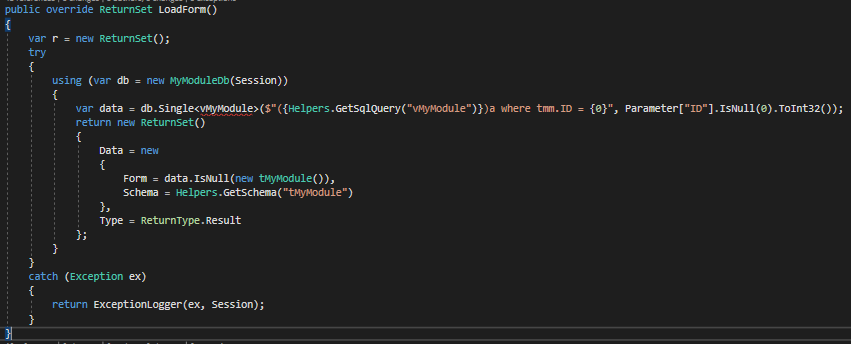 public override ReturnSet LoadForm()
{
var r = new ReturnSet();
try
{
using (var db = new MyModuleDb(Session))
{
var data = db.Single<vMyModule>($"({Helpers.GetSqlQuery("vMyModule")})a where tmm.ID = {0}", Parameter["ID"].IsNull(0).ToInt32());
return new ReturnSet()
{
Data = new
{
Form = data.IsNull(new tMyModule()),
Schema = Helpers.GetSchema("tMyModule")
},
Type = ReturnType.Result
};
}
}
catch (Exception ex)
{
return ExceptionLogger(ex, Session);
}
}